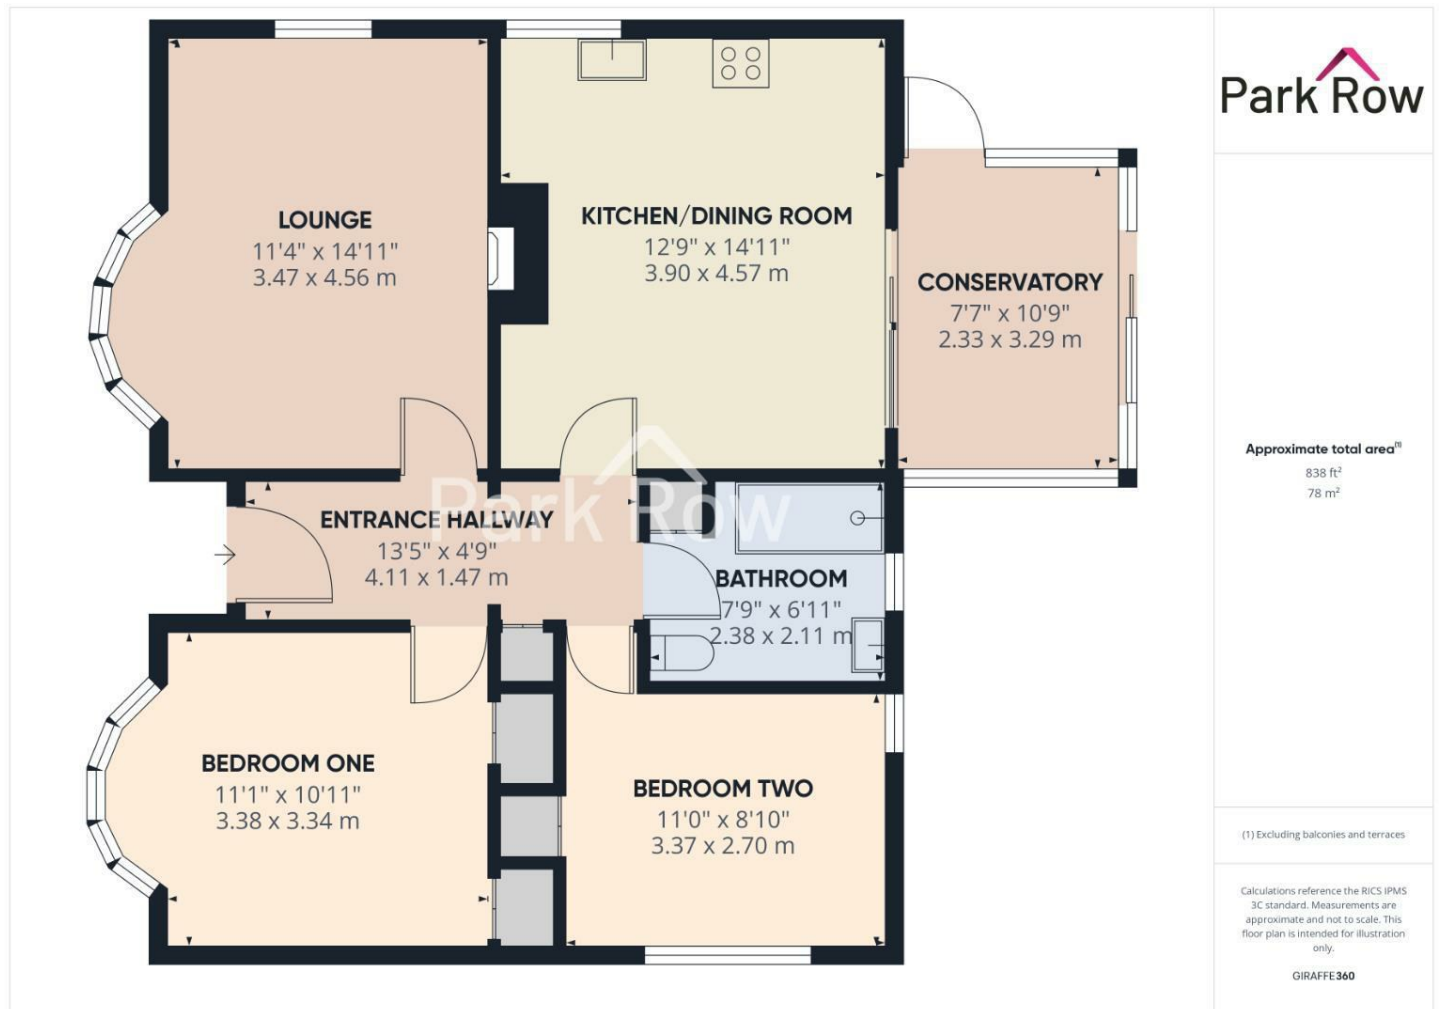 LOUNGE
11'4" x 14'11"
3.47 x 4.56 m
KITCHEN/DINING ROOM
12'9" x 14'11"
3.90 x 4.57 m
CONSERVATORY
7'7" x 10'9"
2.33 x 3.29 m
Park Row
ENTRANCE HALLWAY
13'5" x 4'9"
4.11 x 1.47 m
BATHROOM
7'9" x 6'11"
2.38 x 2.11 m
BEDROOM ONE
11'1" x 10'11"
3.38 x 3.34 m
BEDROOM TWO
11'0" x 8'10"
3.37 x 2.70 m
Park Row
Approximate total area⁽¹⁾
838 ft²
78 m²
(1) Excluding balconies and terraces
Calculations reference the RICS IPMS
3C standard. Measurements are
approximate and not to scale. This
floor plan is intended for illustration
only.
GIRAFFE360